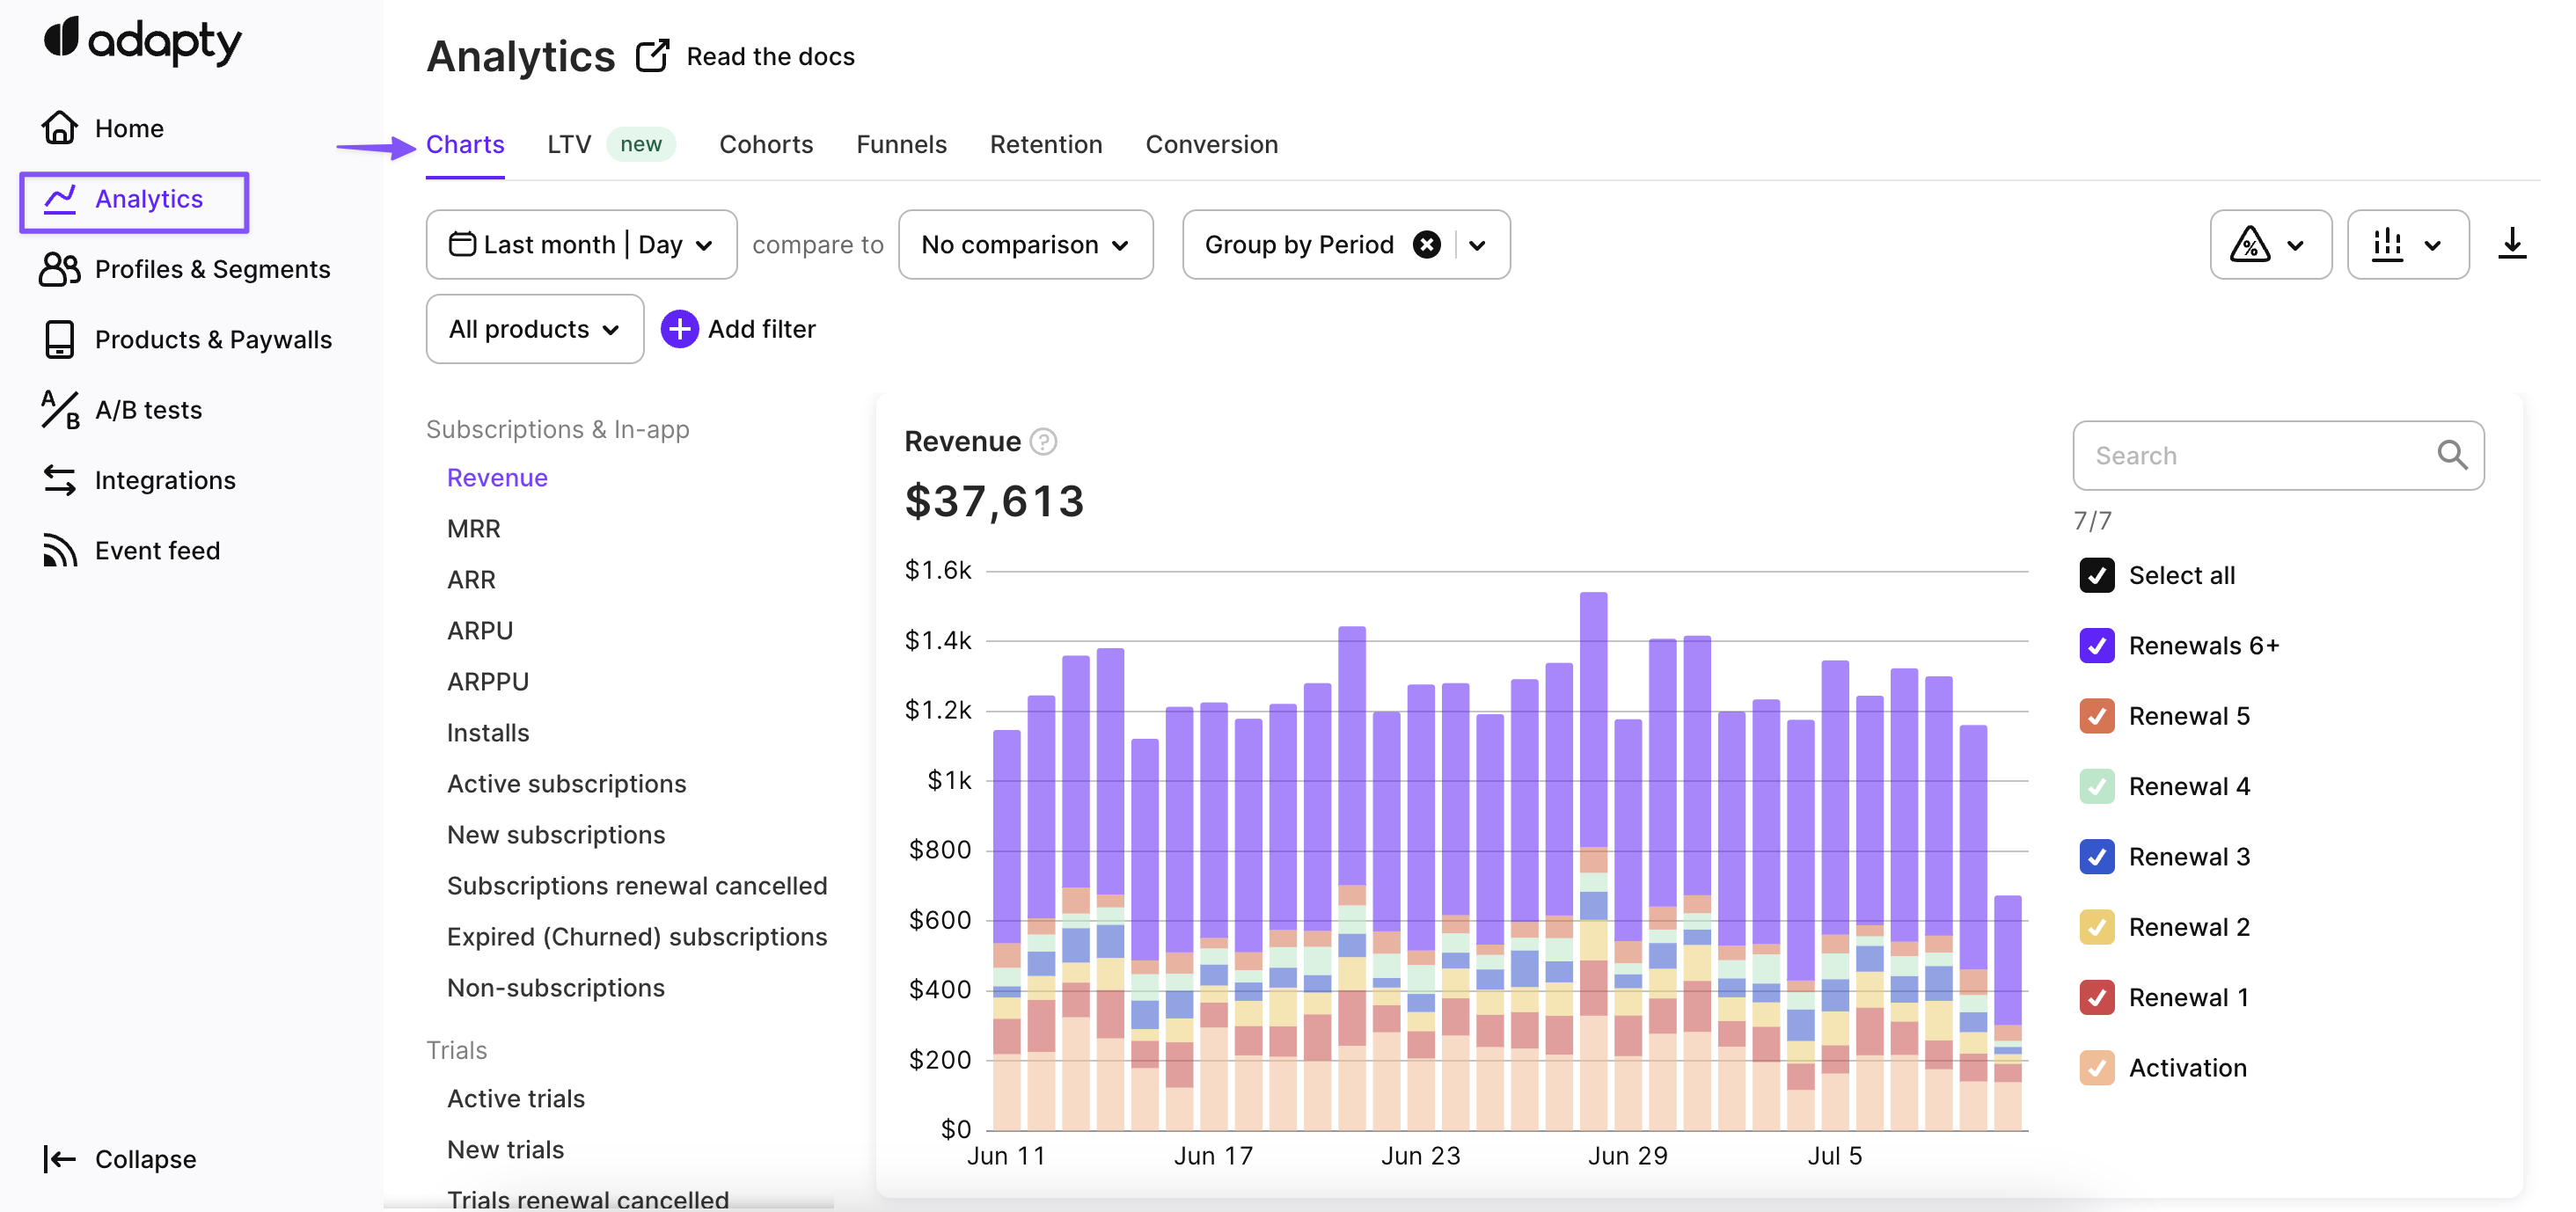 adapty
Home
Analytics
Profiles & Segments
Products & Paywalls
A/B tests
Integrations
Event feed
Collapse
Analytics Read the docs
Charts LTV new Cohorts Funnels Retention Conversion
Last month | Day compare to No comparison Group by Period
%
All products Add filter
Subscriptions & In-app
Revenue
MRR
ARR
ARPU
ARPPU
Installs
Active subscriptions
New subscriptions
Subscriptions renewal cancelled
Expired (Churned) subscriptions
Non-subscriptions
Trials
Active trials
New trials
Trials renewal cancelled
Revenue ?
$37,613
$1.6k
$1.4k
$1.2k
$1k
$800
$600
$400
$200
$0
Jun 11 Jun 17 Jun 23 Jun 29 Jul 5
Search
7/7
Select all
Renewals 6+
Renewal 5
Renewal 4
Renewal 3
Renewal 2
Renewal 1
Activation